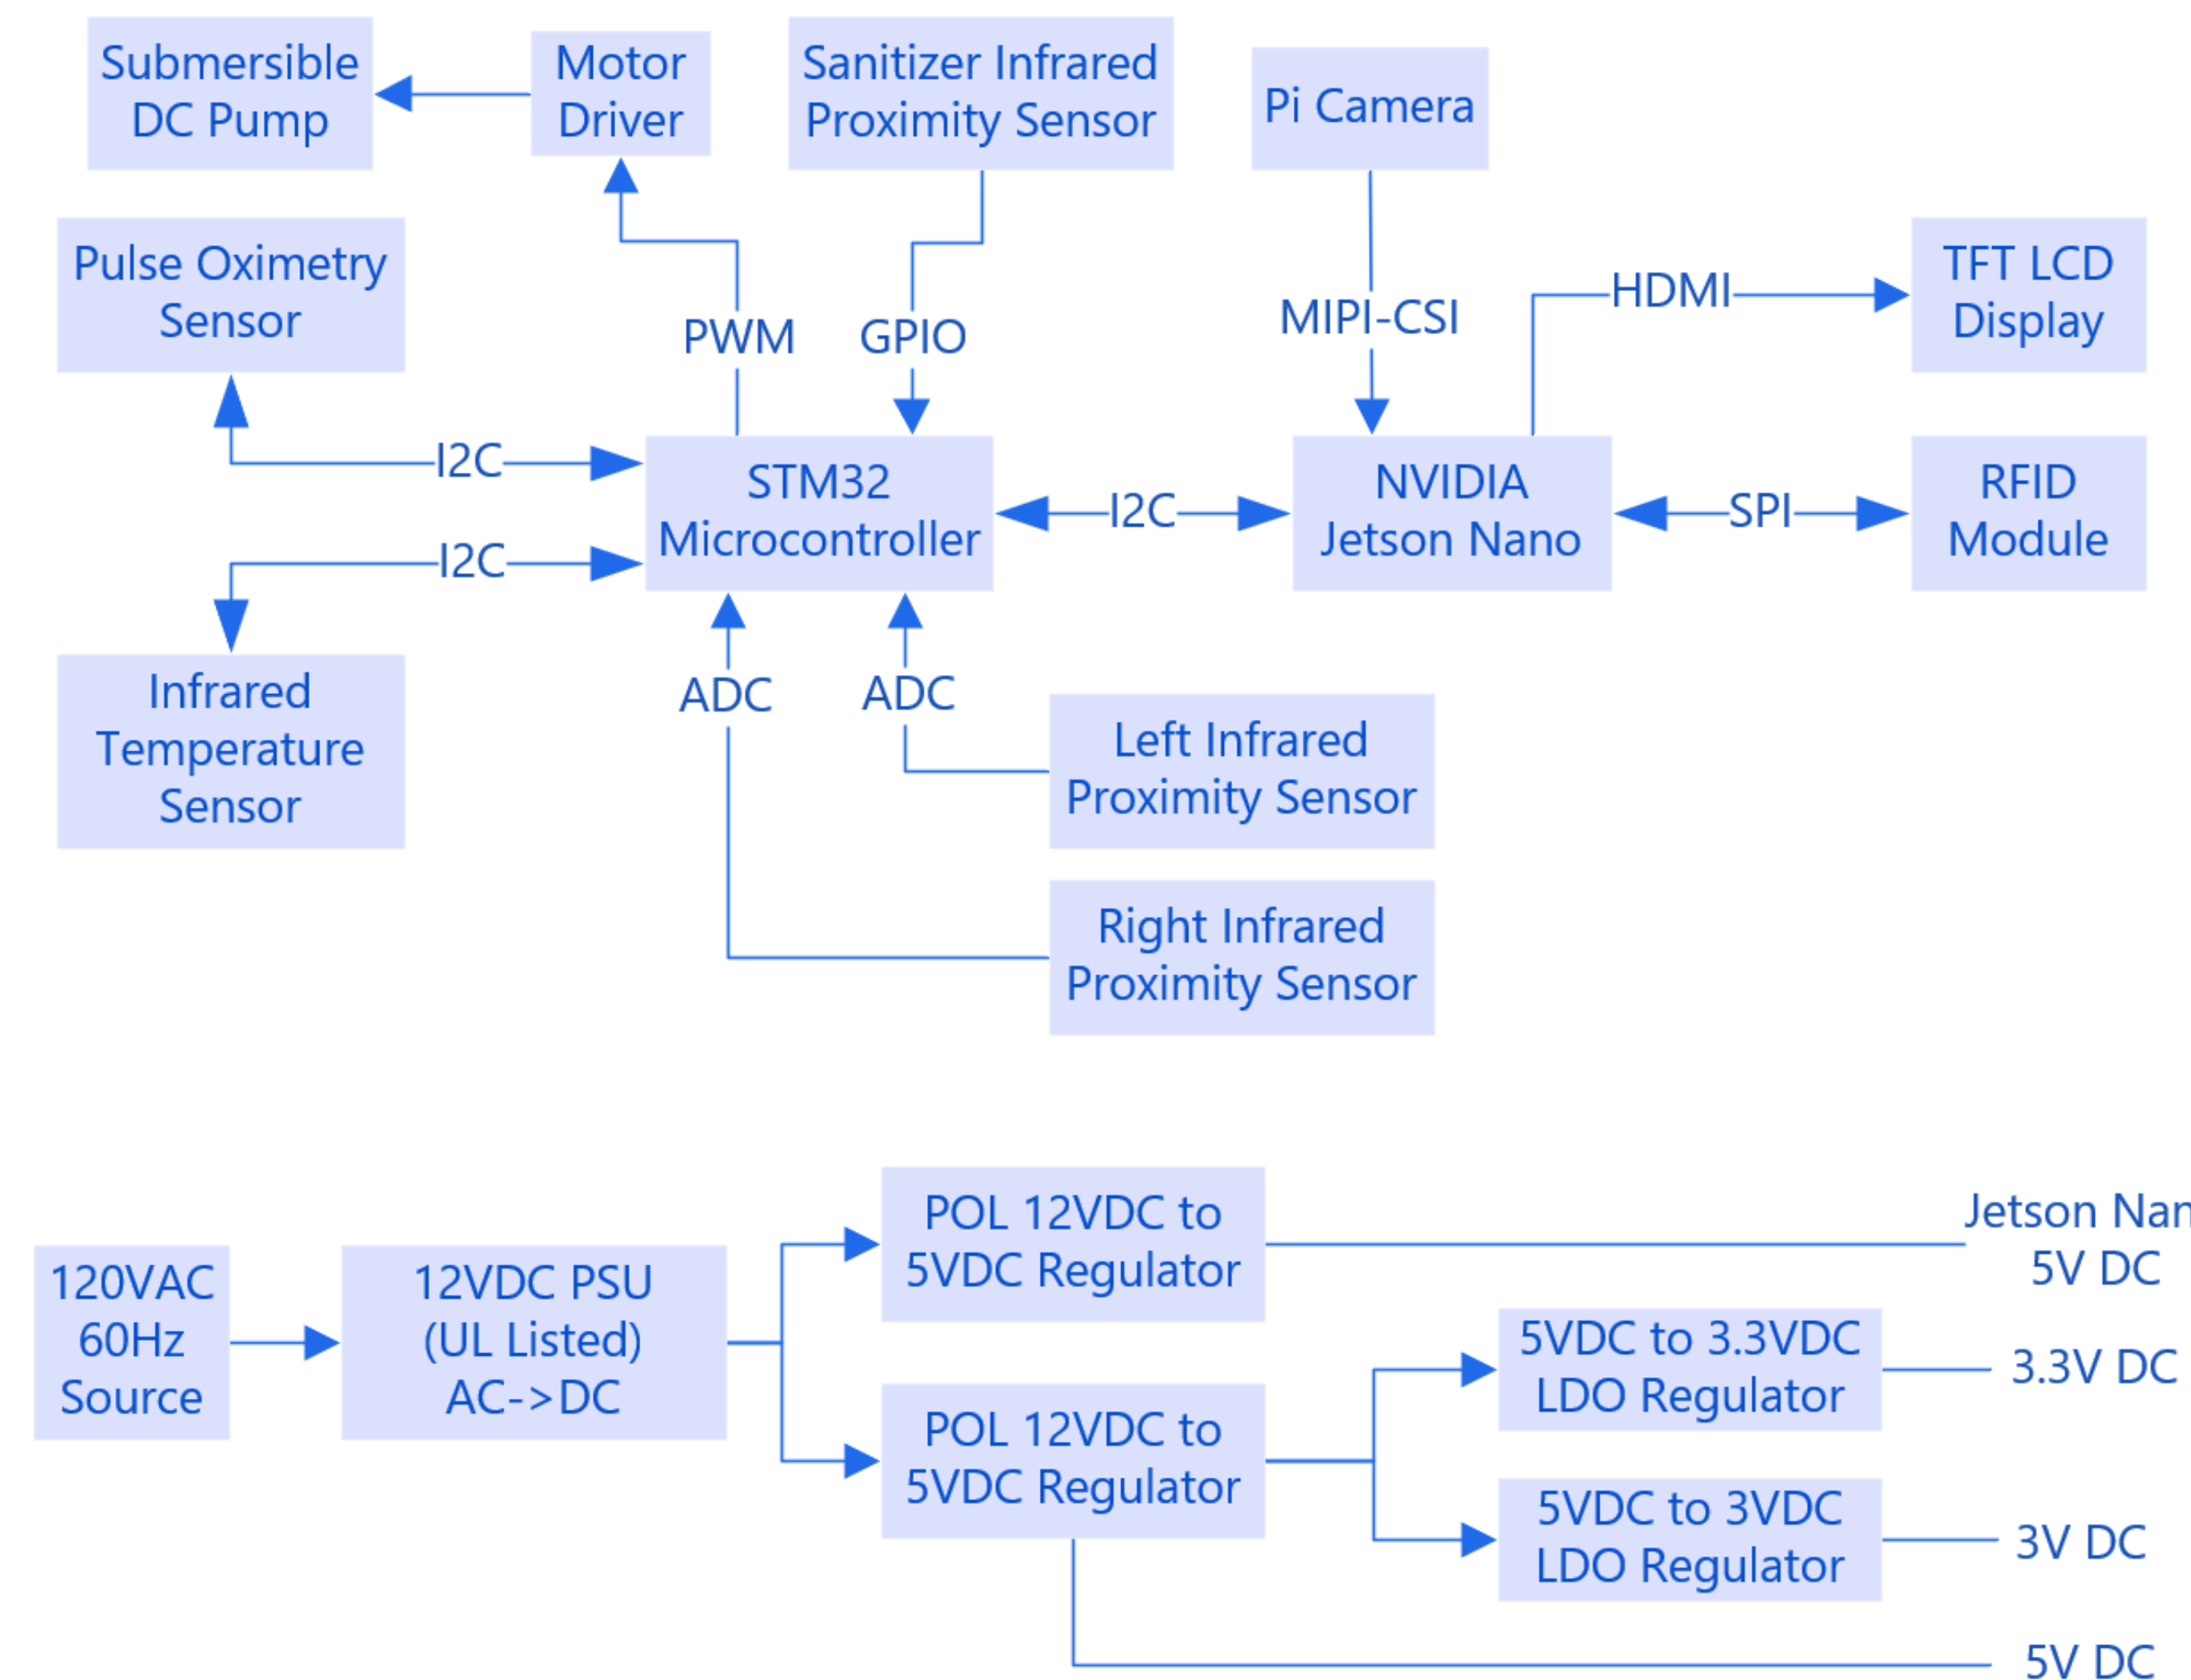 Submersible
DC Pump
Motor
Driver
Sanitizer Infrared
Proximity Sensor
Pi Camera
Pulse Oximetry
Sensor
PWM
GPIO
MIPI-CSI
HDMI
TFT LCD
Display
I2C
STM32
Microcontroller
I2C
NVIDIA
Jetson Nano
SPI
RFID
Module
I2C
Infrared
Temperature
Sensor
ADC
ADC
Left Infrared
Proximity Sensor
Right Infrared
Proximity Sensor
120VAC
60Hz
Source
12VDC PSU
(UL Listed)
AC->DC
POL 12VDC to
5VDC Regulator
Jetson Nan
5V DC
POL 12VDC to
5VDC Regulator
5VDC to 3.3VDC
LDO Regulator
3.3V DC
5VDC to 3VDC
LDO Regulator
3V DC
5V DC